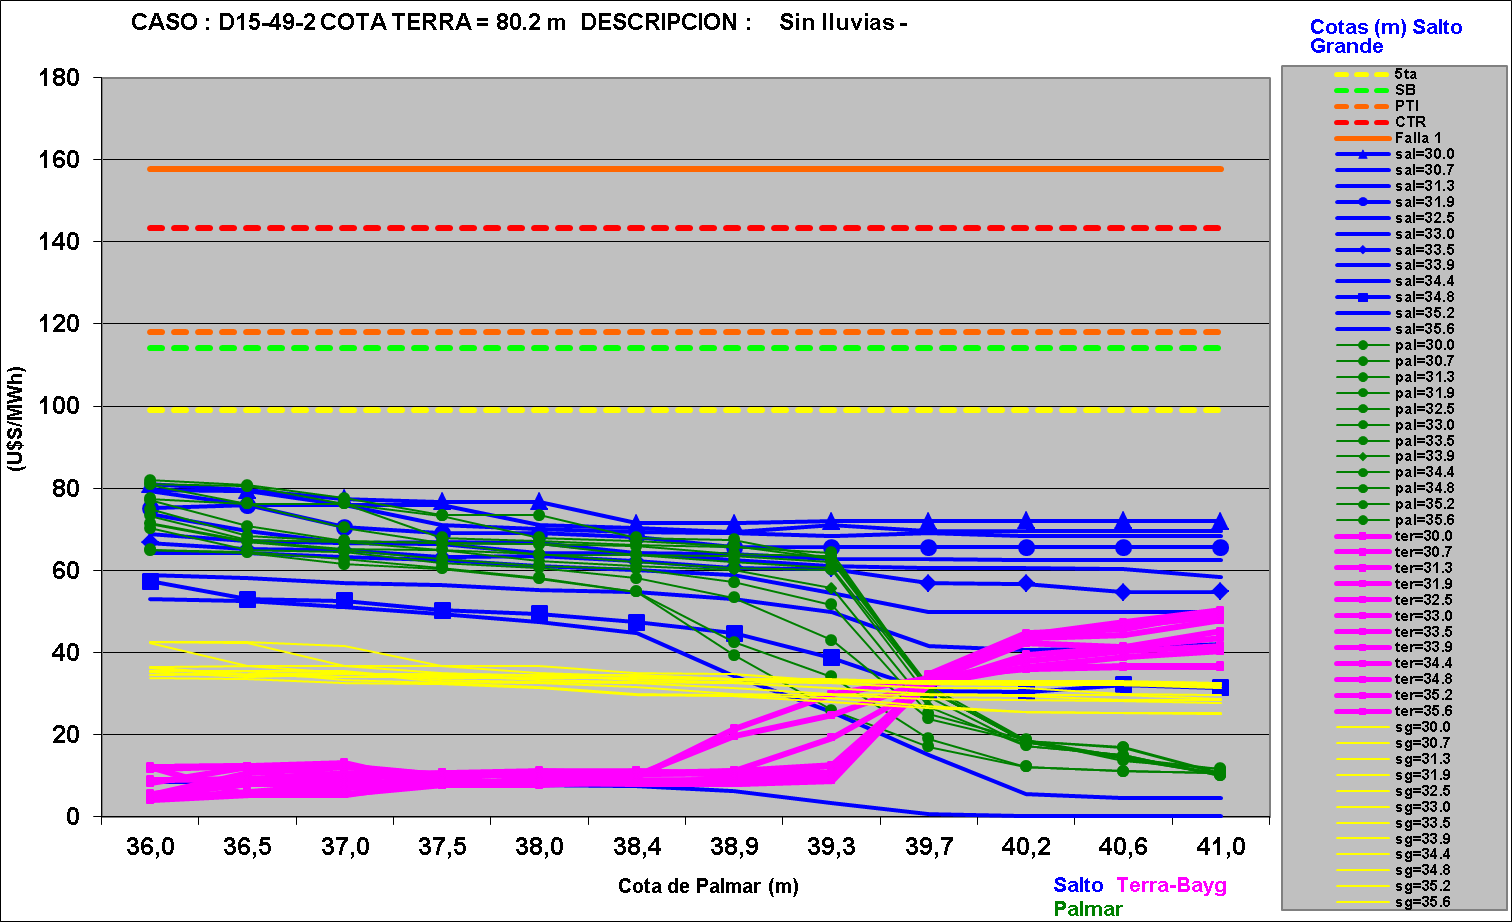 CASO : D15-49-2 COTA TERRA = 80.2 m DESCRIPCION : Sin lluvias -
Cotas (m) Salto
Grande
180
160
140
120
100
80
60
40
20
0
(U$S/MWh)
36,0 36,5 37,0 37,5 38,0 38,4 38,9 39,3 39,7 40,2 40,6 41,0
Cota de Palmar (m)
Salto Terra-Bayg
Palmar
5ta
SB
PTI
CTR
Falla 1
sal=30.0
sal=30.7
sal=31.3
sal=31.9
sal=32.5
sal=33.0
sal=33.5
sal=33.9
sal=34.4
sal=34.8
sal=35.2
sal=35.6
pal=30.0
pal=30.7
pal=31.3
pal=31.9
pal=32.5
pal=33.0
pal=33.5
pal=33.9
pal=34.4
pal=34.8
pal=35.2
pal=35.6
ter=30.0
ter=30.7
ter=31.3
ter=31.9
ter=32.5
ter=33.0
ter=33.5
ter=33.9
ter=34.4
ter=34.8
ter=35.2
ter=35.6
sg=30.0
sg=30.7
sg=31.3
sg=31.9
sg=32.5
sg=33.0
sg=33.5
sg=33.9
sg=34.4
sg=34.8
sg=35.2
sg=35.6